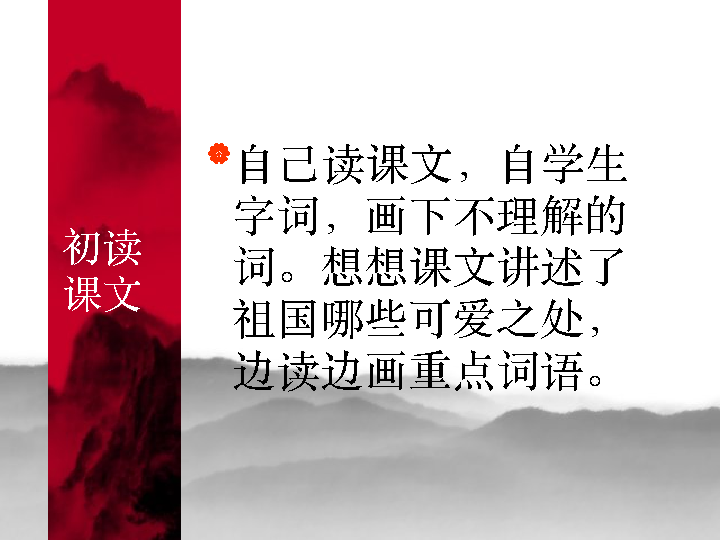 初读
课文
自己读课文，自学生
字词，画下不理解的
词。想想课文讲述了
祖国哪些可爱之处，
边读边画重点词语。